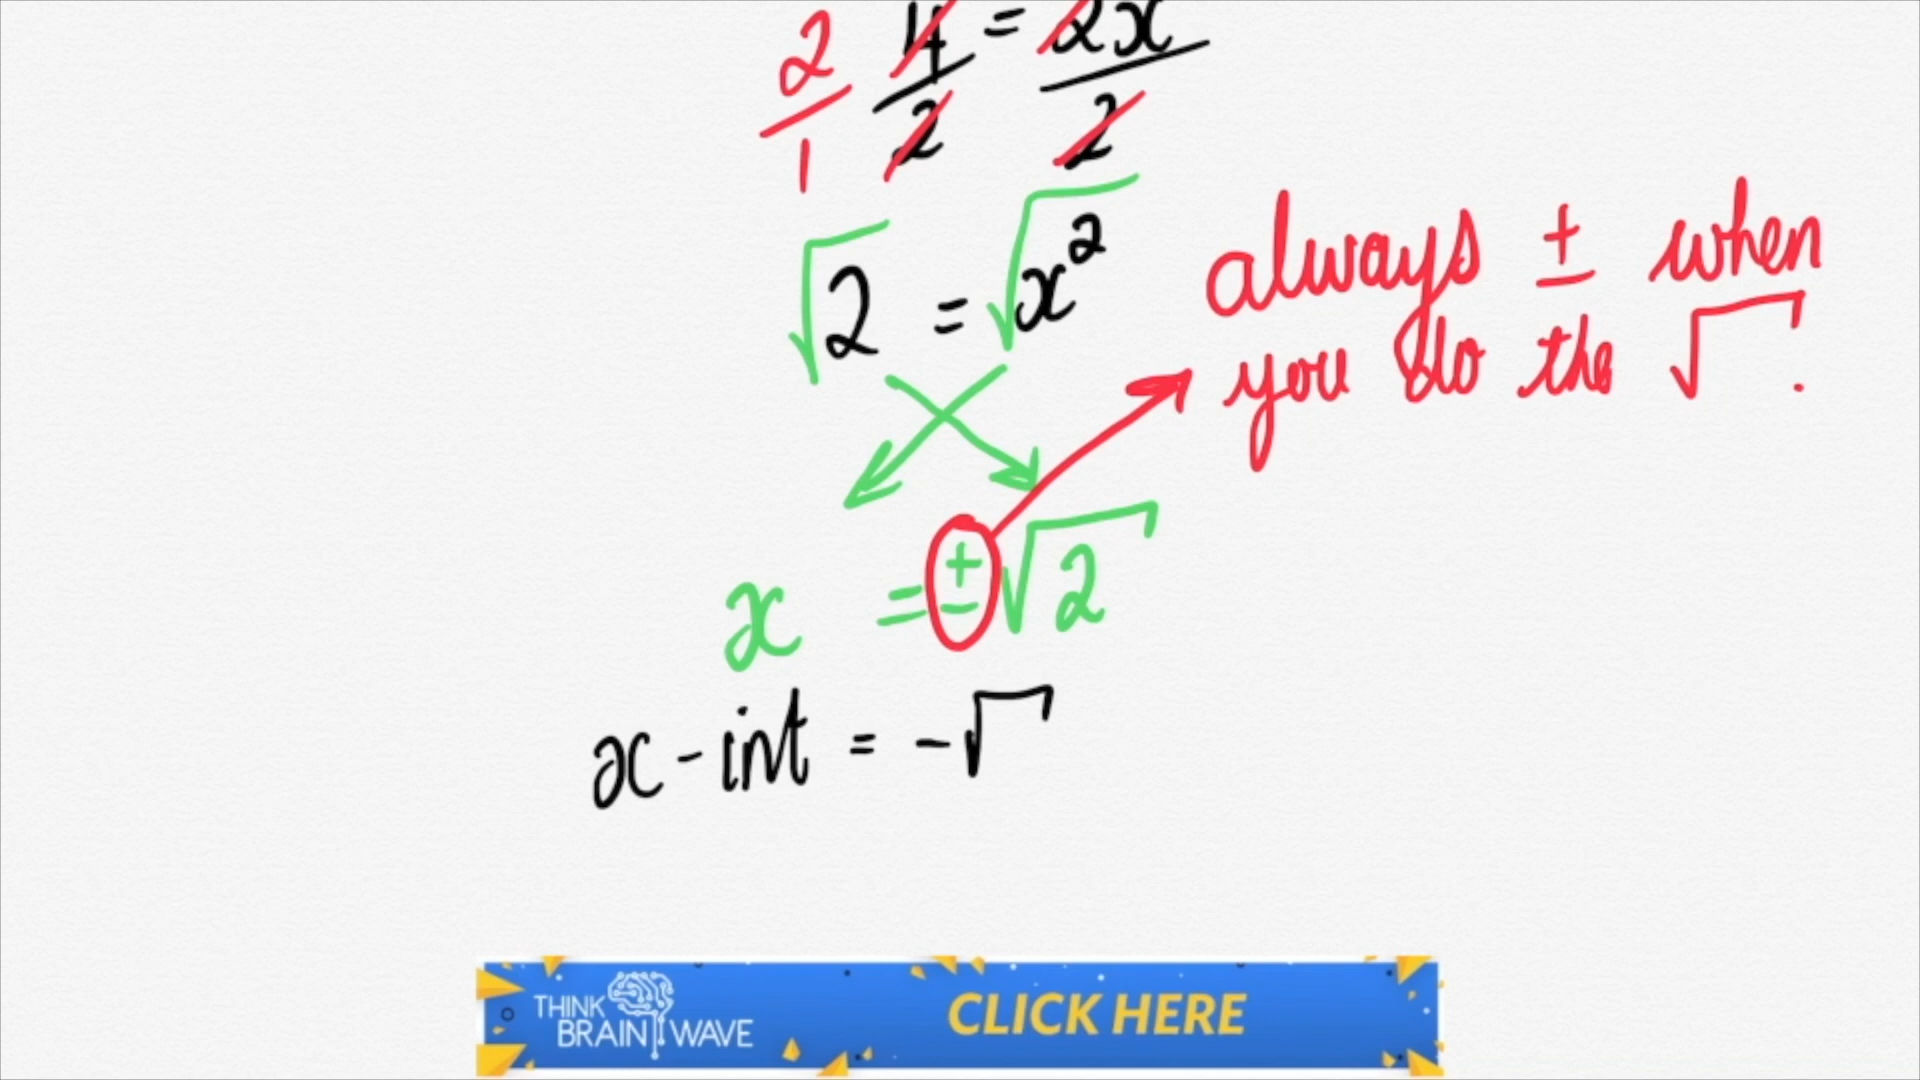 2/1 4/2 = 2x/2
√2 = √x²
always ± when
you do the √ .
x = ± √2
x-int = -√
THINK
BRAIN WAVE
CLICK HERE